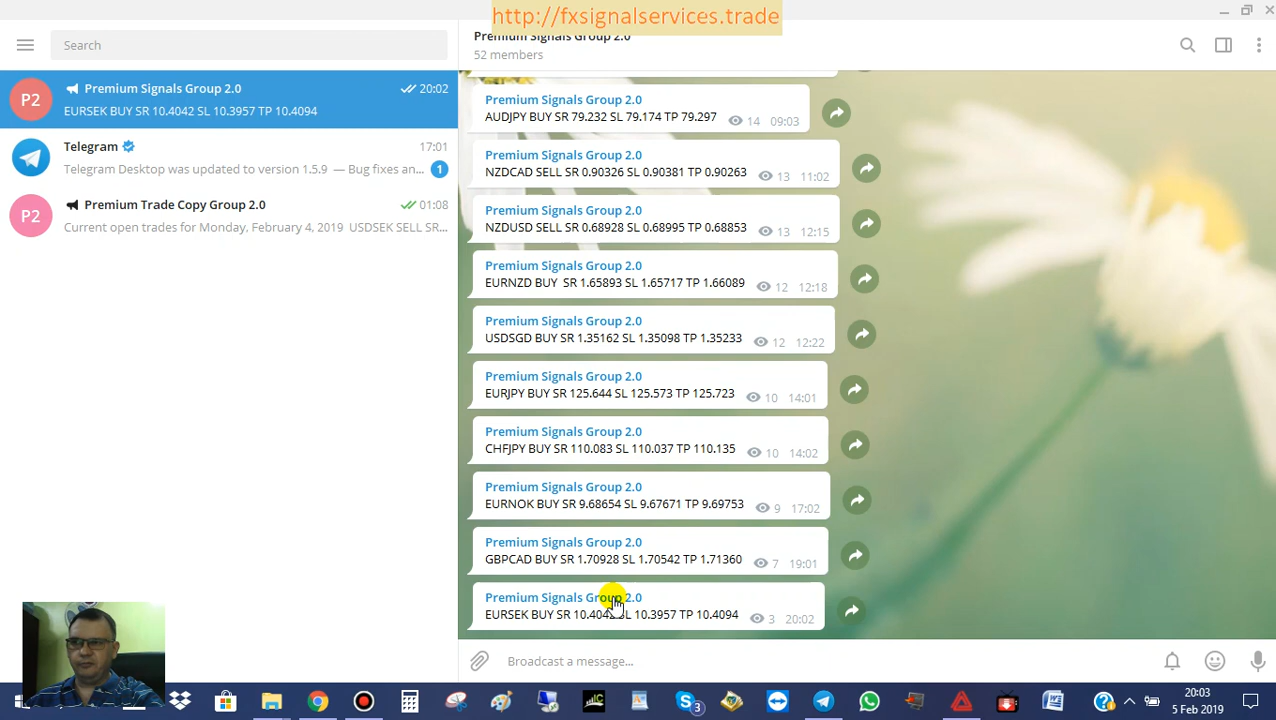 http://fxsignalservices.trade
Search
Premium Signals Group 2.0
52 members
Premium Signals Group 2.0 20:02
P2
EURSEK BUY SR 10.4042 SL 10.3957 TP 10.4094
Telegram 17:01
Telegram Desktop was updated to version 1.5.9 — Bug fixes an... 1
Premium Trade Copy Group 2.0 01:08
P2
Current open trades for Monday, February 4, 2019 USDSEK SELL SR...
Premium Signals Group 2.0
AUDJPY BUY SR 79.232 SL 79.174 TP 79.297 14 09:03
Premium Signals Group 2.0
NZDCAD SELL SR 0.90326 SL 0.90381 TP 0.90263 13 11:02
Premium Signals Group 2.0
NZDUSD SELL SR 0.68928 SL 0.68995 TP 0.68853 13 12:15
Premium Signals Group 2.0
EURNZD BUY SR 1.65893 SL 1.65717 TP 1.66089 12 12:18
Premium Signals Group 2.0
USDSGD BUY SR 1.35162 SL 1.35098 TP 1.35233 12 12:22
Premium Signals Group 2.0
EURJPY BUY SR 125.644 SL 125.573 TP 125.723 10 14:01
Premium Signals Group 2.0
CHFJPY BUY SR 110.083 SL 110.037 TP 110.135 10 14:02
Premium Signals Group 2.0
EURNOK BUY SR 9.68654 SL 9.67671 TP 9.69753 9 17:02
Premium Signals Group 2.0
GBPCAD BUY SR 1.70928 SL 1.70542 TP 1.71360 7 19:01
Premium Signals Group 2.0
EURSEK BUY SR 10.4042 SL 10.3957 TP 10.4094 3 20:02
Broadcast a message...
3
20:03
5 Feb 2019